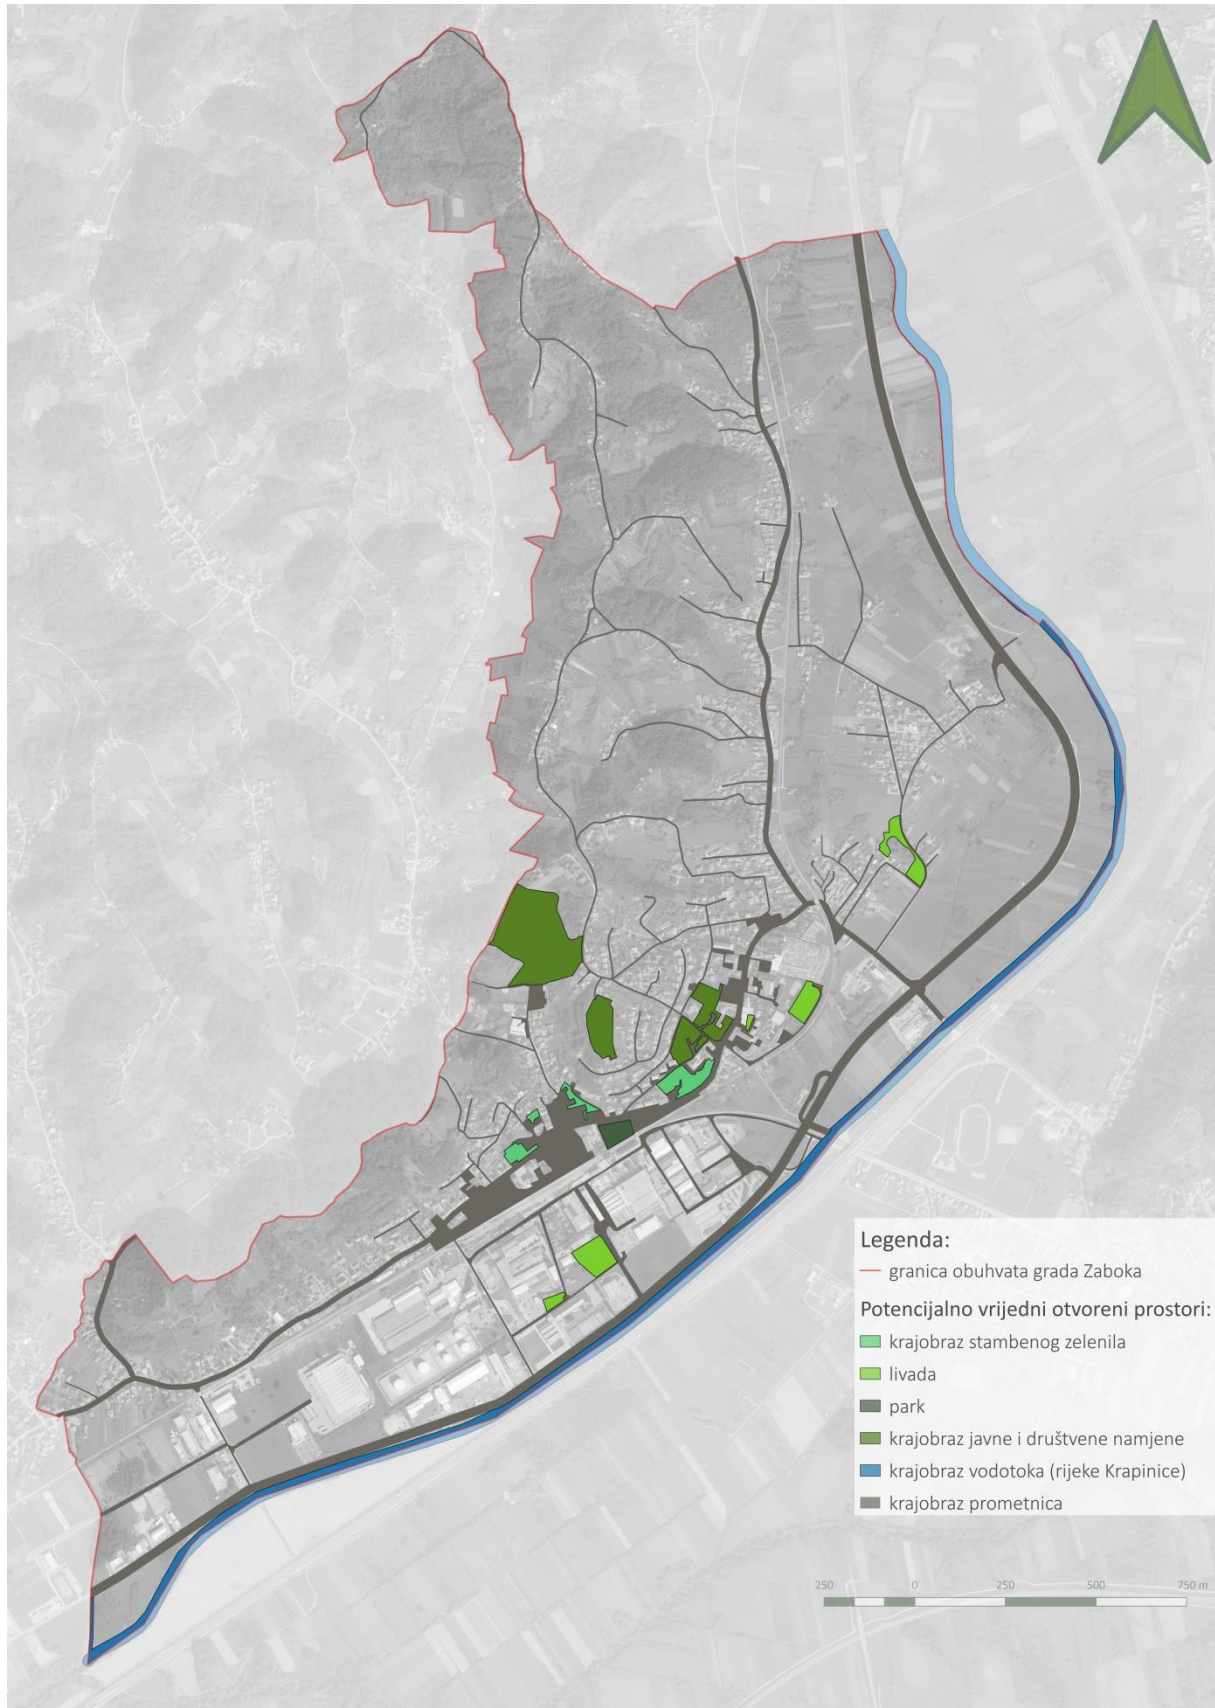 Legenda:
granica obuhvata grada Zaboka
Potencijalno vrijedni otvoreni prostori:
krajobraz stambenog zelenila
livada
park
krajobraz javne i društvene namjene
krajobraz vodotoka (rijeke Krapinice)
krajobraz prometnica
250 0 250 500 750 m